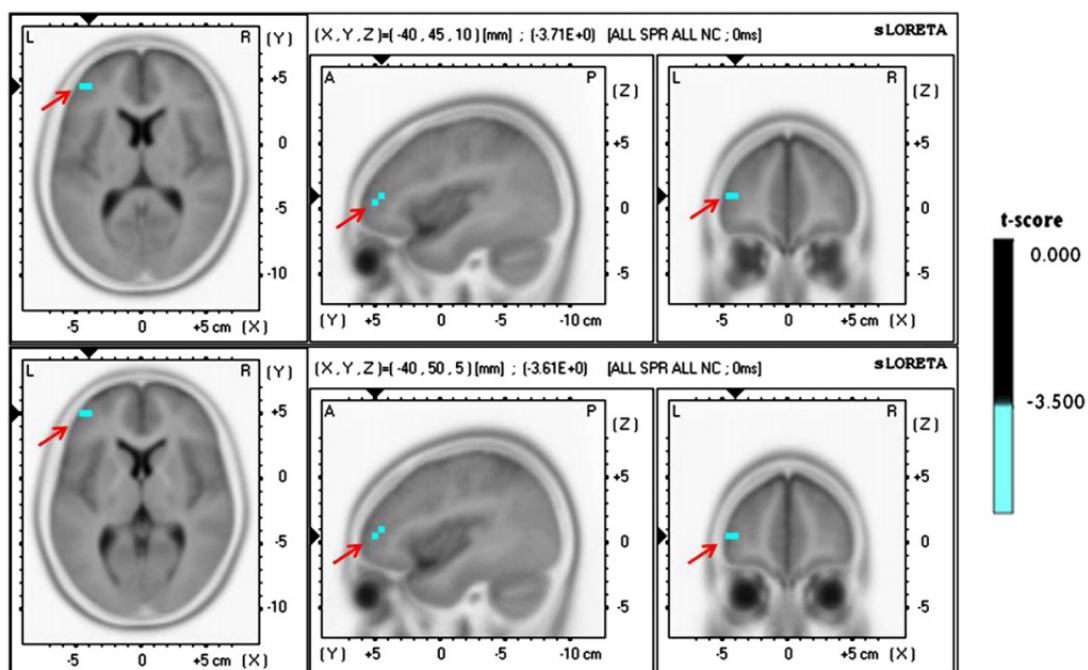 L R (Y)
+5
0
-5
-10
-5 0 +5 cm (X)
(X, Y, Z)=(-40, 45, 10) [mm] ; (-3.71E+0) [ALL SPR ALL NC ; 0ms] sLORETA
A P (Z)
+5
0
-5
(Y) +5 0 -5 -10 cm
L R (Z)
+5
0
-5
-5 0 +5 cm (X)
L R (Y)
+5
0
-5
-10
-5 0 +5 cm (X)
(X, Y, Z)=(-40, 50, 5) [mm] ; (-3.61E+0) [ALL SPR ALL NC ; 0ms] sLORETA
A P (Z)
+5
0
-5
(Y) +5 0 -5 -10 cm
L R (Z)
+5
0
-5
-5 0 +5 cm (X)
t-score
0.000
-3.500